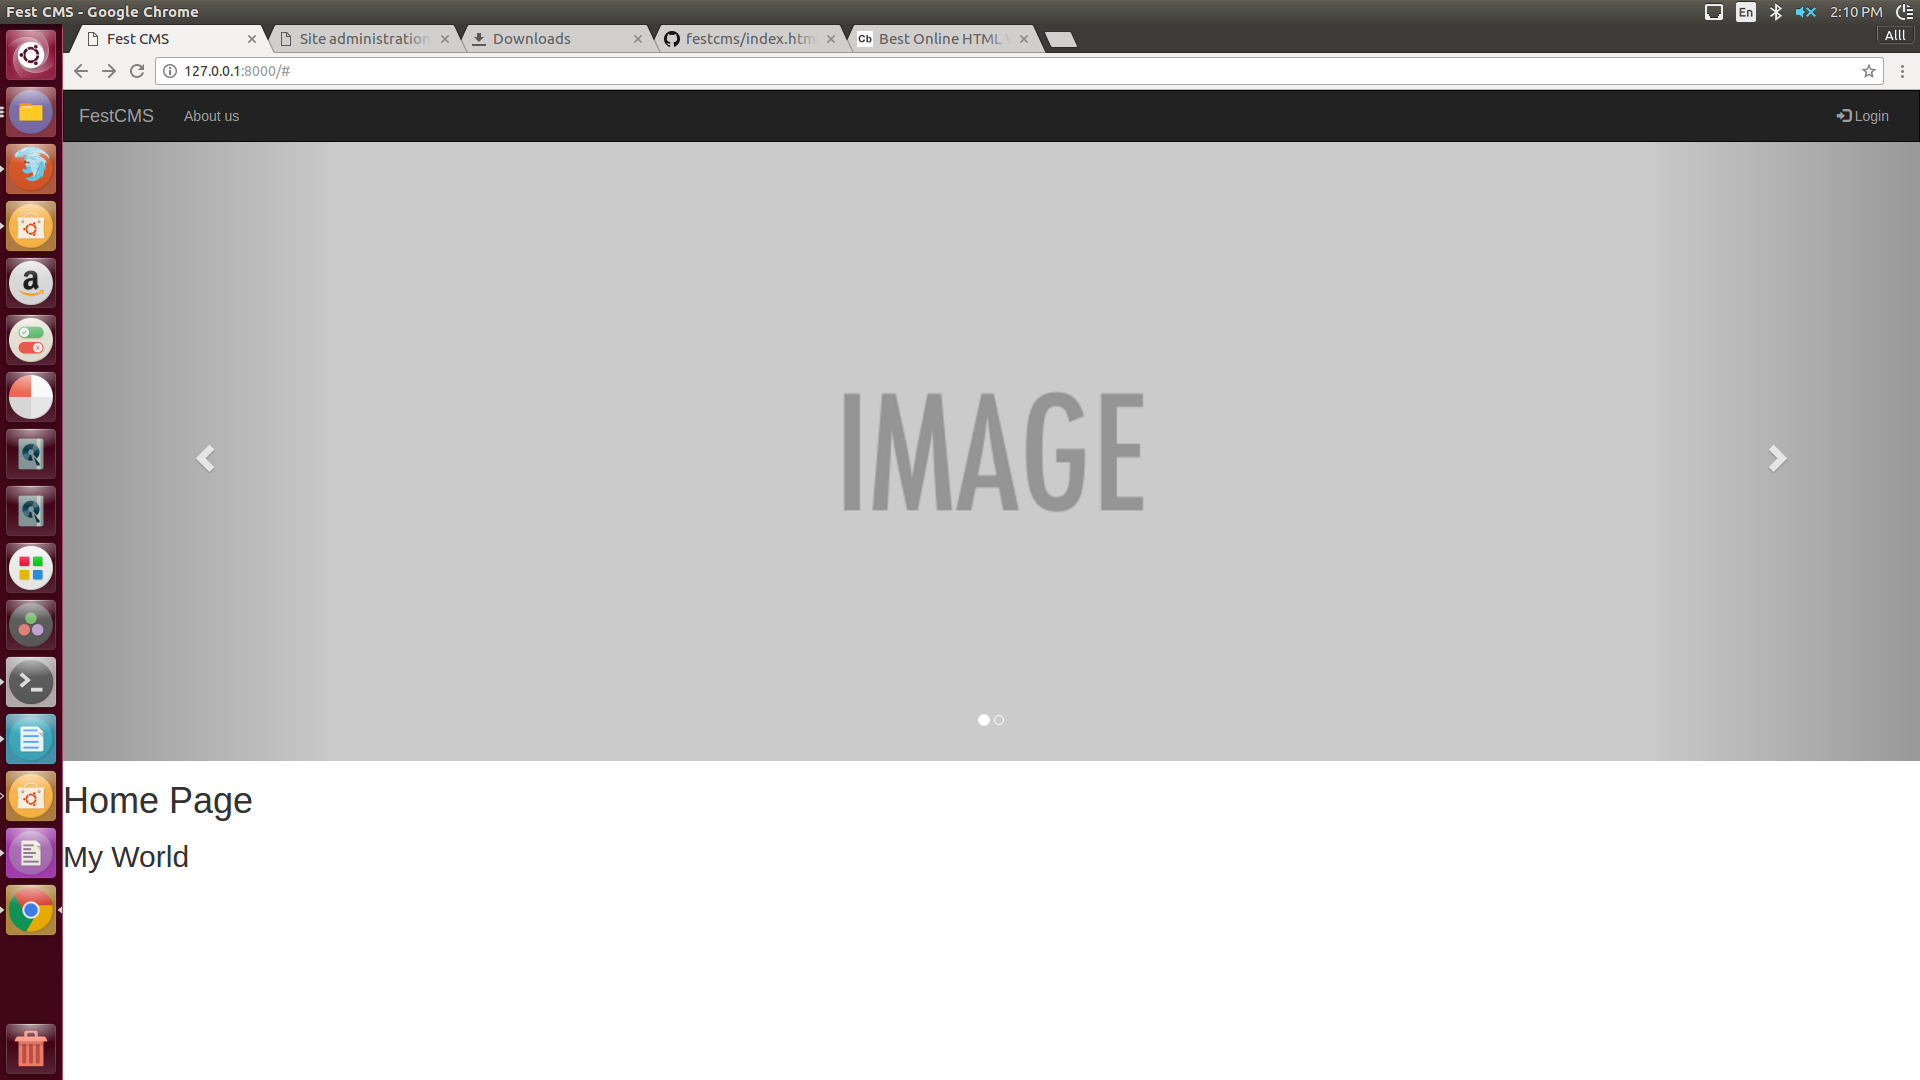 Fest CMS - Google Chrome
En
2:10 PM
Fest CMS
Site administration
Downloads
festcms/index.htm
Cb
Best Online HTML
Alll
127.0.0.1:8000/#
FestCMS
About us
Login
IMAGE
Home Page
My World